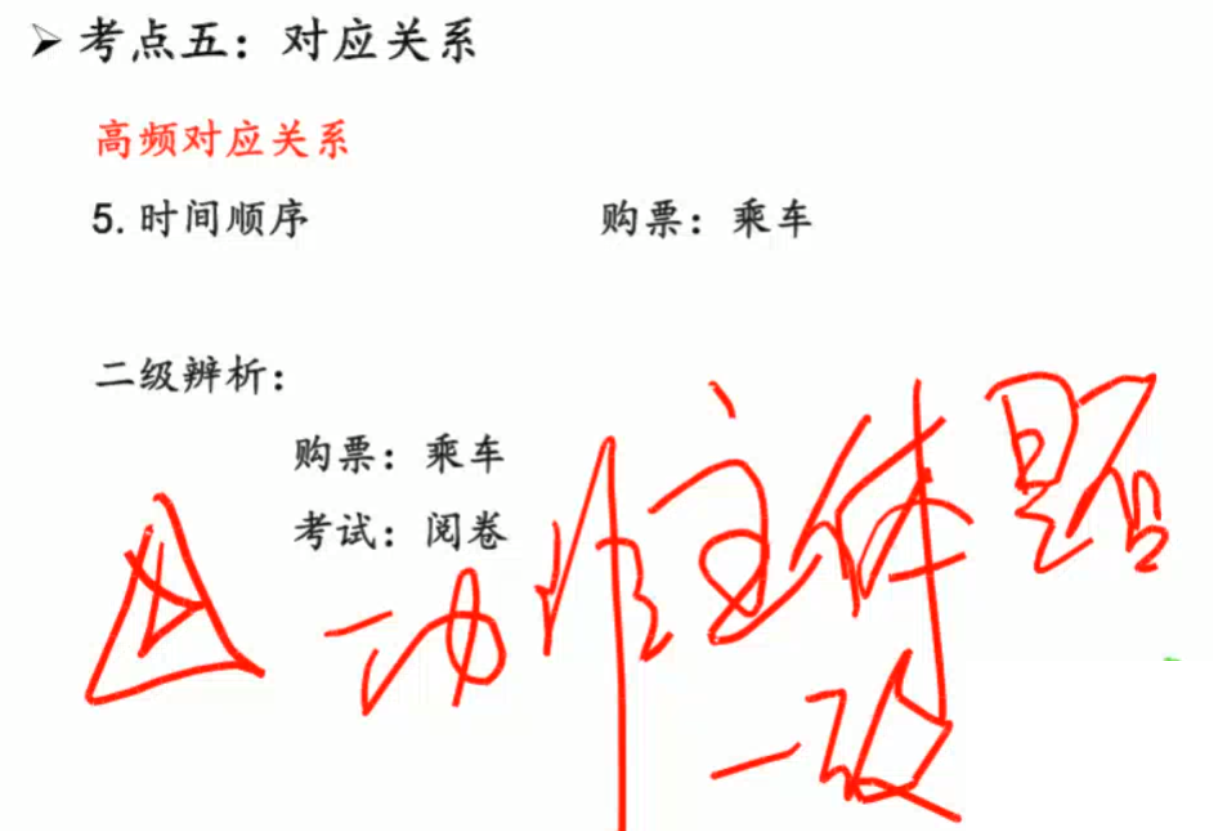 ➢ 考点五：对应关系
高频对应关系
5. 时间顺序 购票：乘车
二级辨析：
购票：乘车
考试：阅卷
动作主体是否
一致